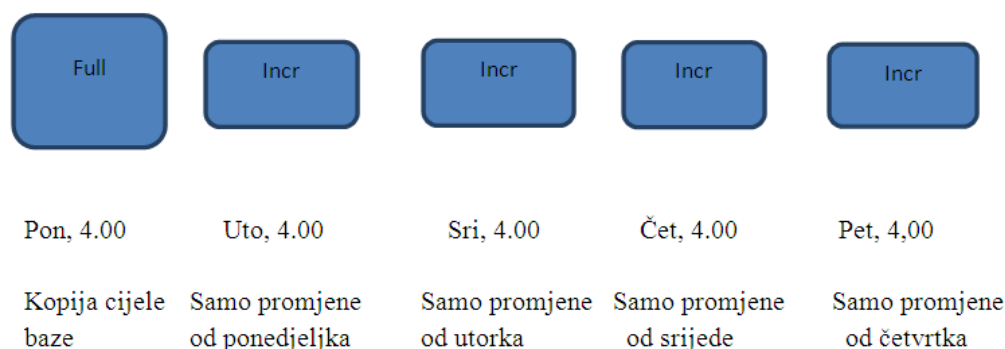 Full Incr Incr Incr Incr
Pon, 4.00 Uto, 4.00 Sri, 4.00 Čet, 4.00 Pet, 4,00
Kopija cijele Samo promjene Samo promjene Samo promjene Samo promjene
baze od ponedjeljka od utorka od srijede od četvrtka